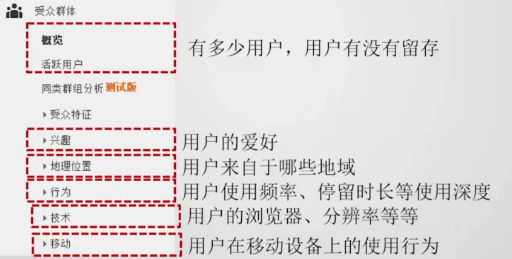 受众群体
概览
有多少用户，用户有没有留存
活跃用户
同类群组分析 测试版
受众特征
兴趣
用户的爱好
地理位置
用户来自于哪些地域
行为
用户使用频率、停留时长等使用深度
技术
用户的浏览器、分辨率等等
移动
用户在移动设备上的使用行为